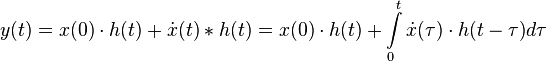 y(t) = x(0) · h(t) + ẋ(t) * h(t) = x(0) · h(t) + ∫₀ᵗ ẋ(τ) · h(t − τ)dτ